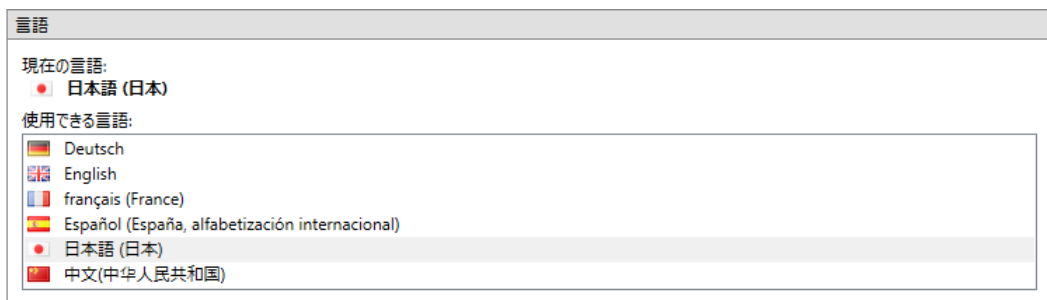 言語
現在の言語:
日本語 (日本)
使用できる言語:
Deutsch
English
français (France)
Español (España, alfabetización internacional)
日本語 (日本)
中文(中华人民共和国)